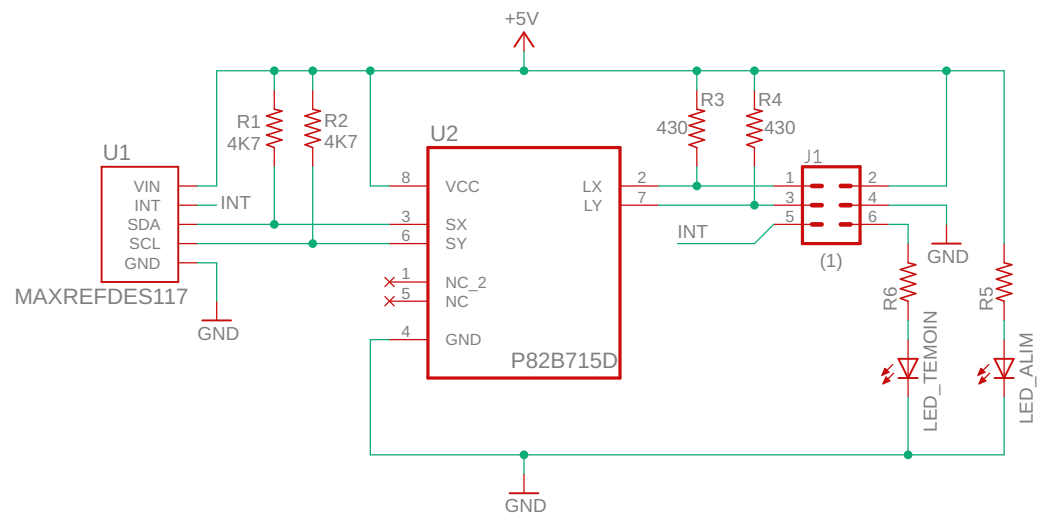 +5V
R1
4K7
R2
4K7
R3
430
R4
430
U1
VIN
INT
SDA
SCL
GND
MAXREFDES117
INT
GND
U2
8
3
6
1
5
4
VCC
SX
SY
NC_2
NC
GND
LX
LY
2
7
P82B715D
J1
1
3
5
2
4
6
(1)
INT
GND
R6
LED_TEMOIN
R5
LED_ALIM
GND